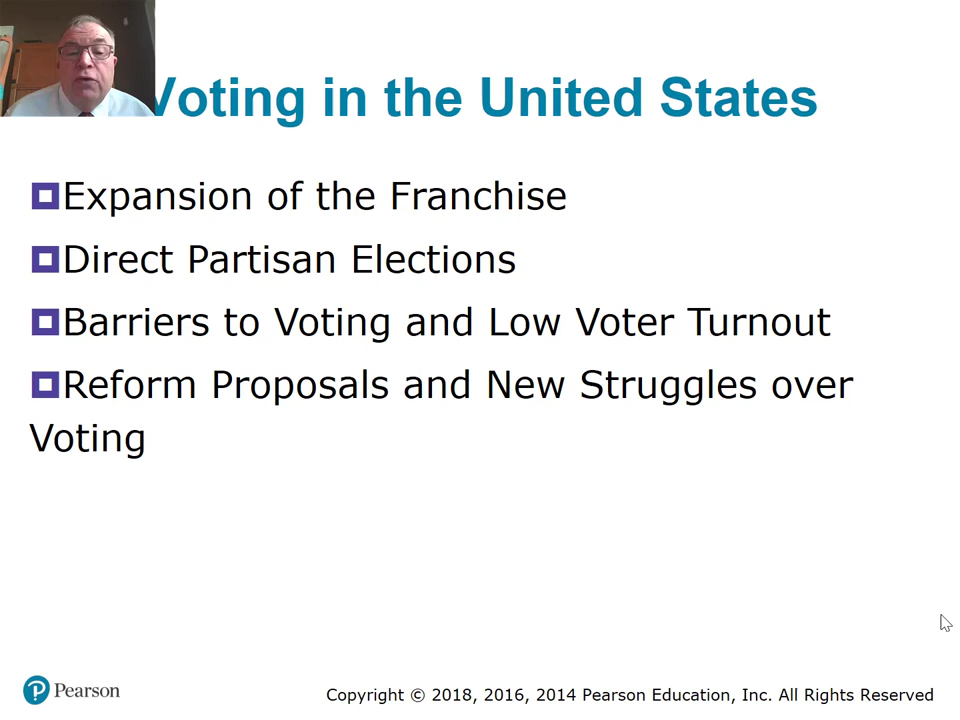 Voting in the United States
Expansion of the Franchise
Direct Partisan Elections
Barriers to Voting and Low Voter Turnout
Reform Proposals and New Struggles over
Voting
Pearson
Copyright © 2018, 2016, 2014 Pearson Education, Inc. All Rights Reserved